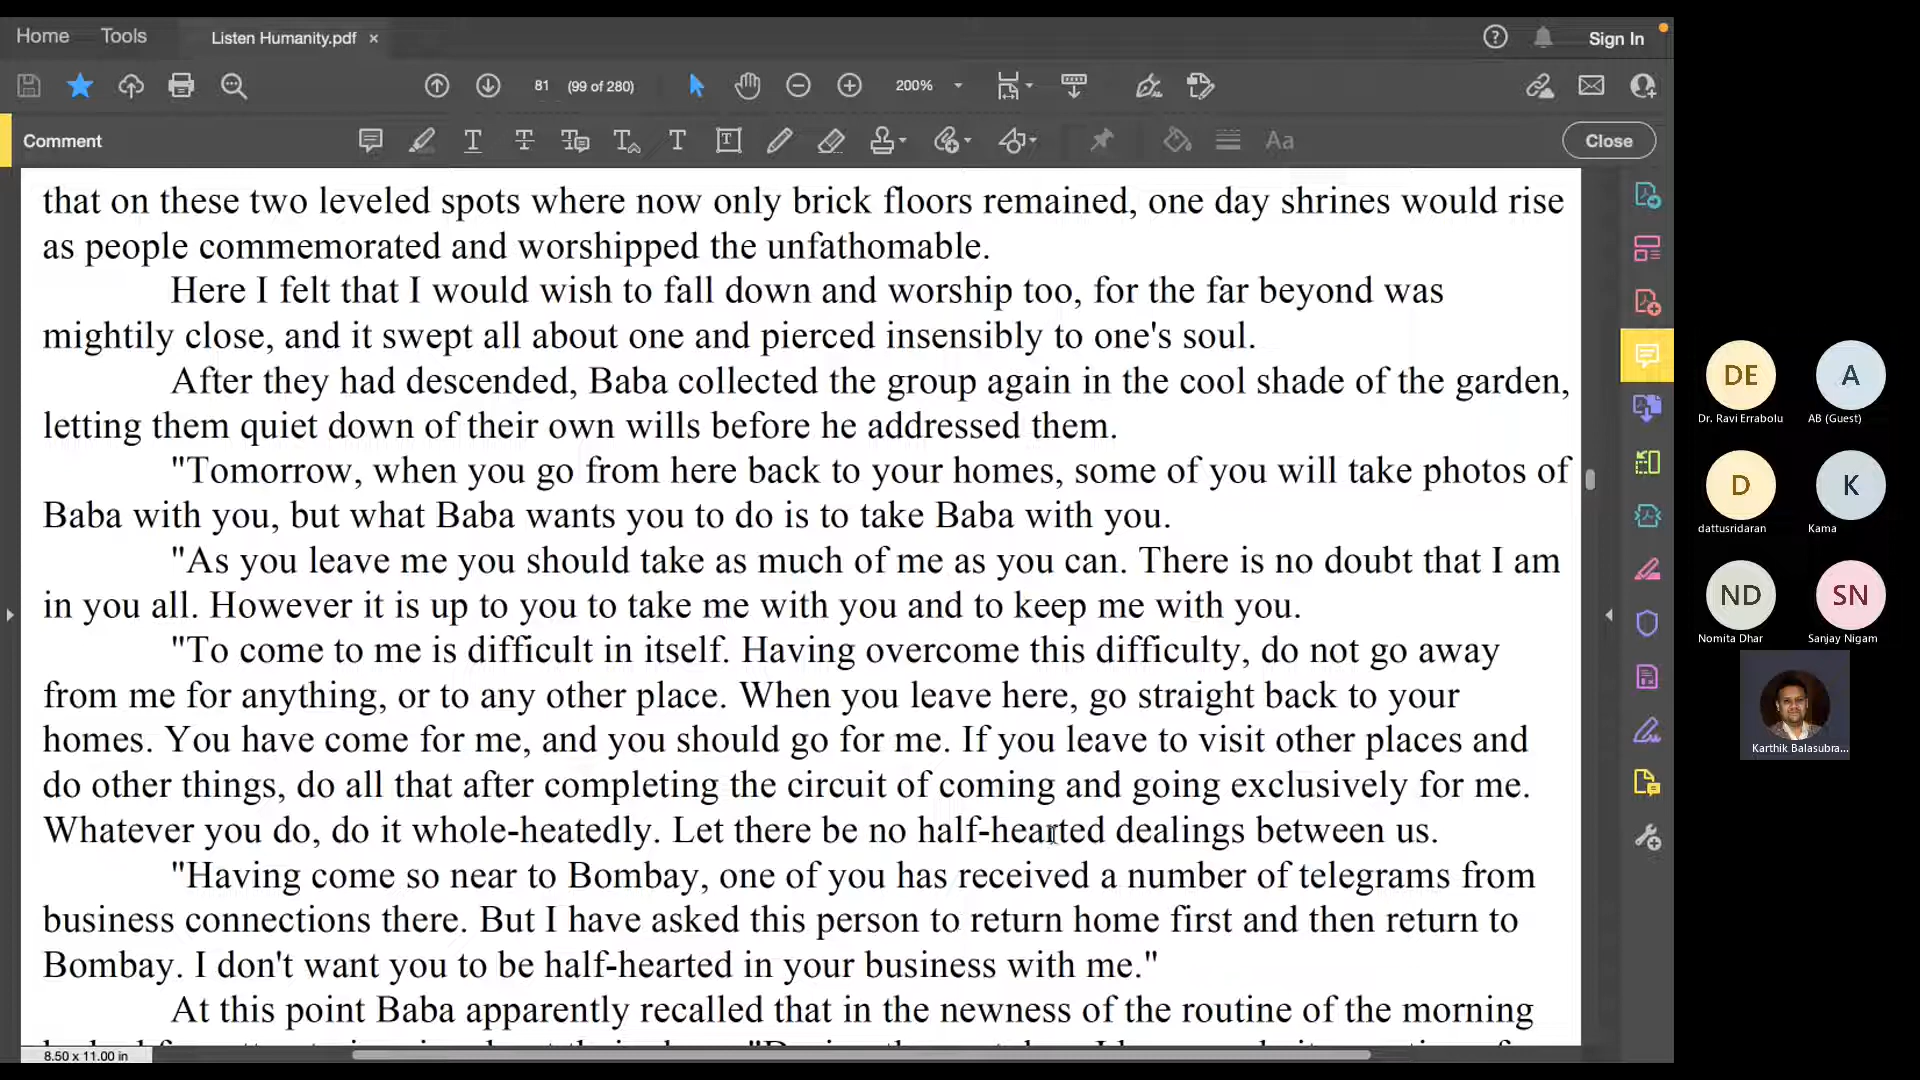 Home Tools Listen Humanity.pdf × Sign In
81 (99 of 280) 200%
Comment Close
that on these two leveled spots where now only brick floors remained, one day shrines would rise
as people commemorated and worshipped the unfathomable.
Here I felt that I would wish to fall down and worship too, for the far beyond was
mightily close, and it swept all about one and pierced insensibly to one's soul.
After they had descended, Baba collected the group again in the cool shade of the garden,
letting them quiet down of their own wills before he addressed them.
"Tomorrow, when you go from here back to your homes, some of you will take photos of
Baba with you, but what Baba wants you to do is to take Baba with you.
"As you leave me you should take as much of me as you can. There is no doubt that I am
in you all. However it is up to you to take me with you and to keep me with you.
"To come to me is difficult in itself. Having overcome this difficulty, do not go away
from me for anything, or to any other place. When you leave here, go straight back to your
homes. You have come for me, and you should go for me. If you leave to visit other places and
do other things, do all that after completing the circuit of coming and going exclusively for me.
Whatever you do, do it whole-heatedly. Let there be no half-hearted dealings between us.
"Having come so near to Bombay, one of you has received a number of telegrams from
business connections there. But I have asked this person to return home first and then return to
Bombay. I don't want you to be half-hearted in your business with me."
At this point Baba apparently recalled that in the newness of the routine of the morning
8.50 x 11.00 in
DE A
Dr. Ravi Errabolu AB (Guest)
D K
dattusridaran Kama
ND SN
Nomita Dhar Sanjay Nigam
Karthik Balasubra...